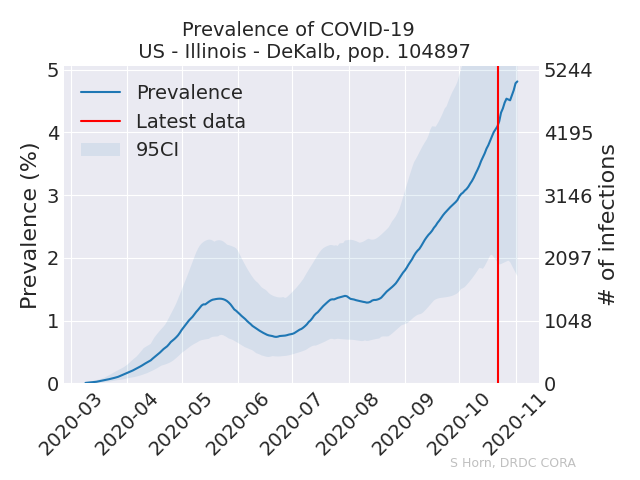 Prevalence of COVID-19
US - Illinois - DeKalb, pop. 104897
Prevalence
Latest data
95CI
Prevalence (%)
5
4
3
2
1
0
5244
4195
3146
2097
1048
0
# of infections
2020-03
2020-04
2020-05
2020-06
2020-07
2020-08
2020-09
2020-10
2020-11
S Horn, DRDC CORA